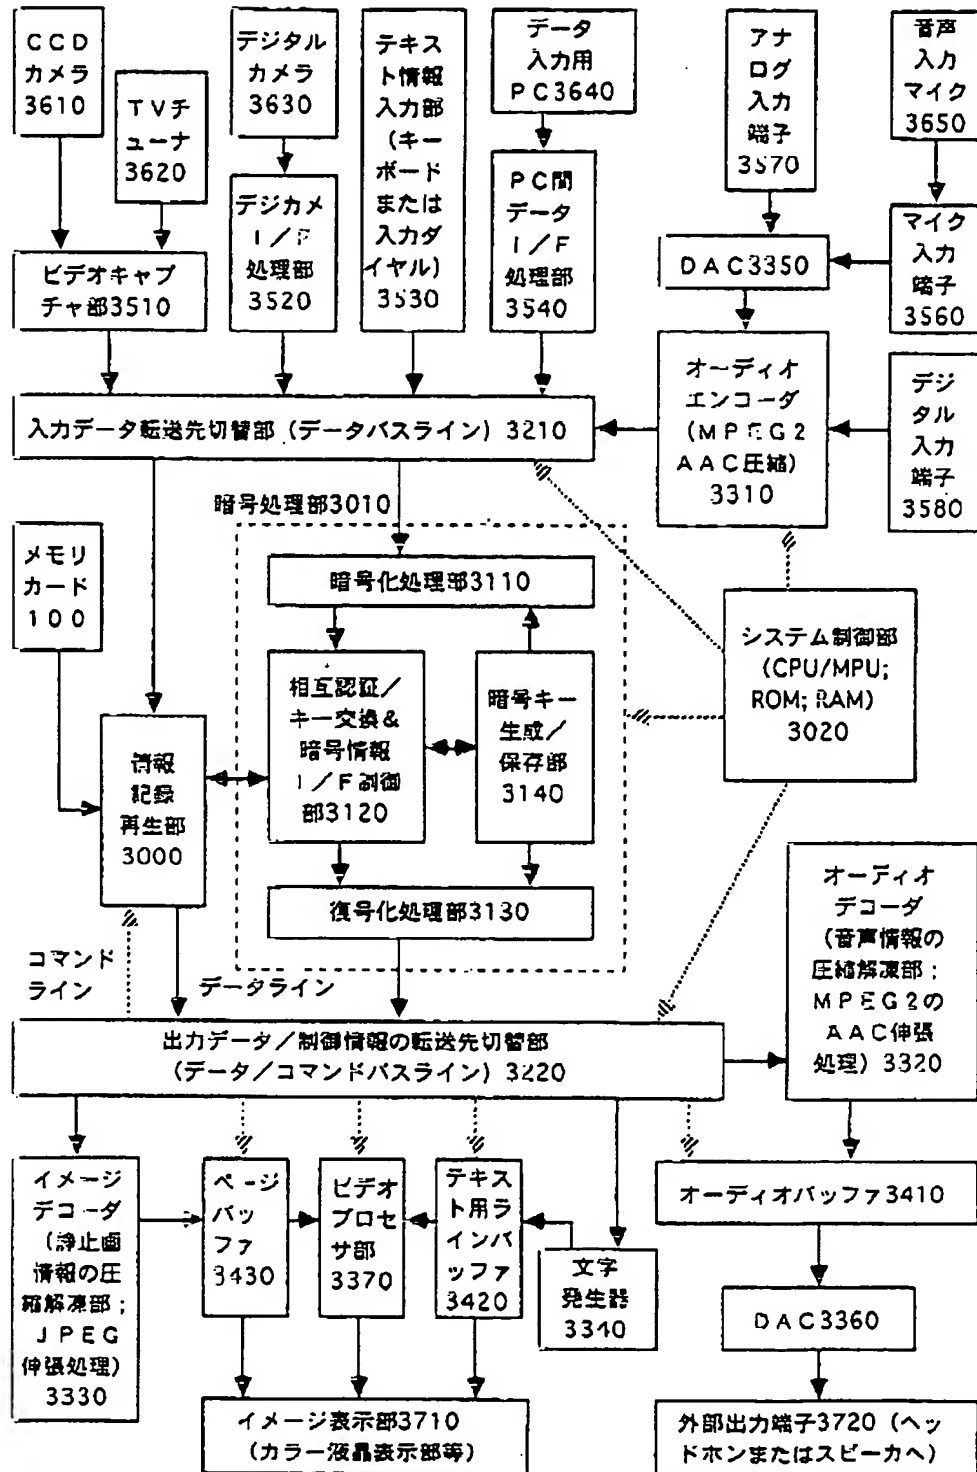 CCD
カメラ
3610
TVチ
ューナ
3620
デジタル
カメラ
3630
テキス
ト情報
入力部
(キー
ボード
または
入力ダ
イヤル)
3530
データ
入力用
PC3640
アナ
ログ
入力
端子
3570
音声
入力
マイク
3650
ビデオキャプ
チャ部3510
デジカメ
I/F
処理部
3520
PC間
データ
I/F
処理部
3540
DAC3350
マイク
入力
端子
3560
オーディオ
エンコーダ
(MPEG2
AAC圧縮)
3310
デジ
タル
入力
端子
3580
入力データ転送先切替部(データバスライン)3210
暗号処理部3010
メモリ
カード
100
暗号化処理部3110
システム制御部
(CPU/MPU;
ROM; RAM)
3020
相互認証/
キー交換&
暗号情報
I/F制御
部3120
暗号キー
生成/
保存部
3140
情報
記録
再生部
3000
復号化処理部3130
オーディオ
デコーダ
(音声情報の
圧縮解凍部;
MPEG2の
AAC伸張
処理)3320
コマンド
ライン
データライン
出力データ/制御情報の転送先切替部
(データ/コマンドバスライン)3220
イメージ
デコーダ
(静止画
情報の圧
縮解凍部;
JPEG
伸張処理)
3330
ページ
バッ
ファ
3430
ビデオ
プロセ
サ部
3370
テキス
ト用ラ
インバ
ッファ
3420
文字
発生器
3340
オーディオバッファ3410
DAC3360
イメージ表示部3710
(カラー液晶表示部等)
外部出力端子3720(ヘッ
ドホンまたはスピーカへ)